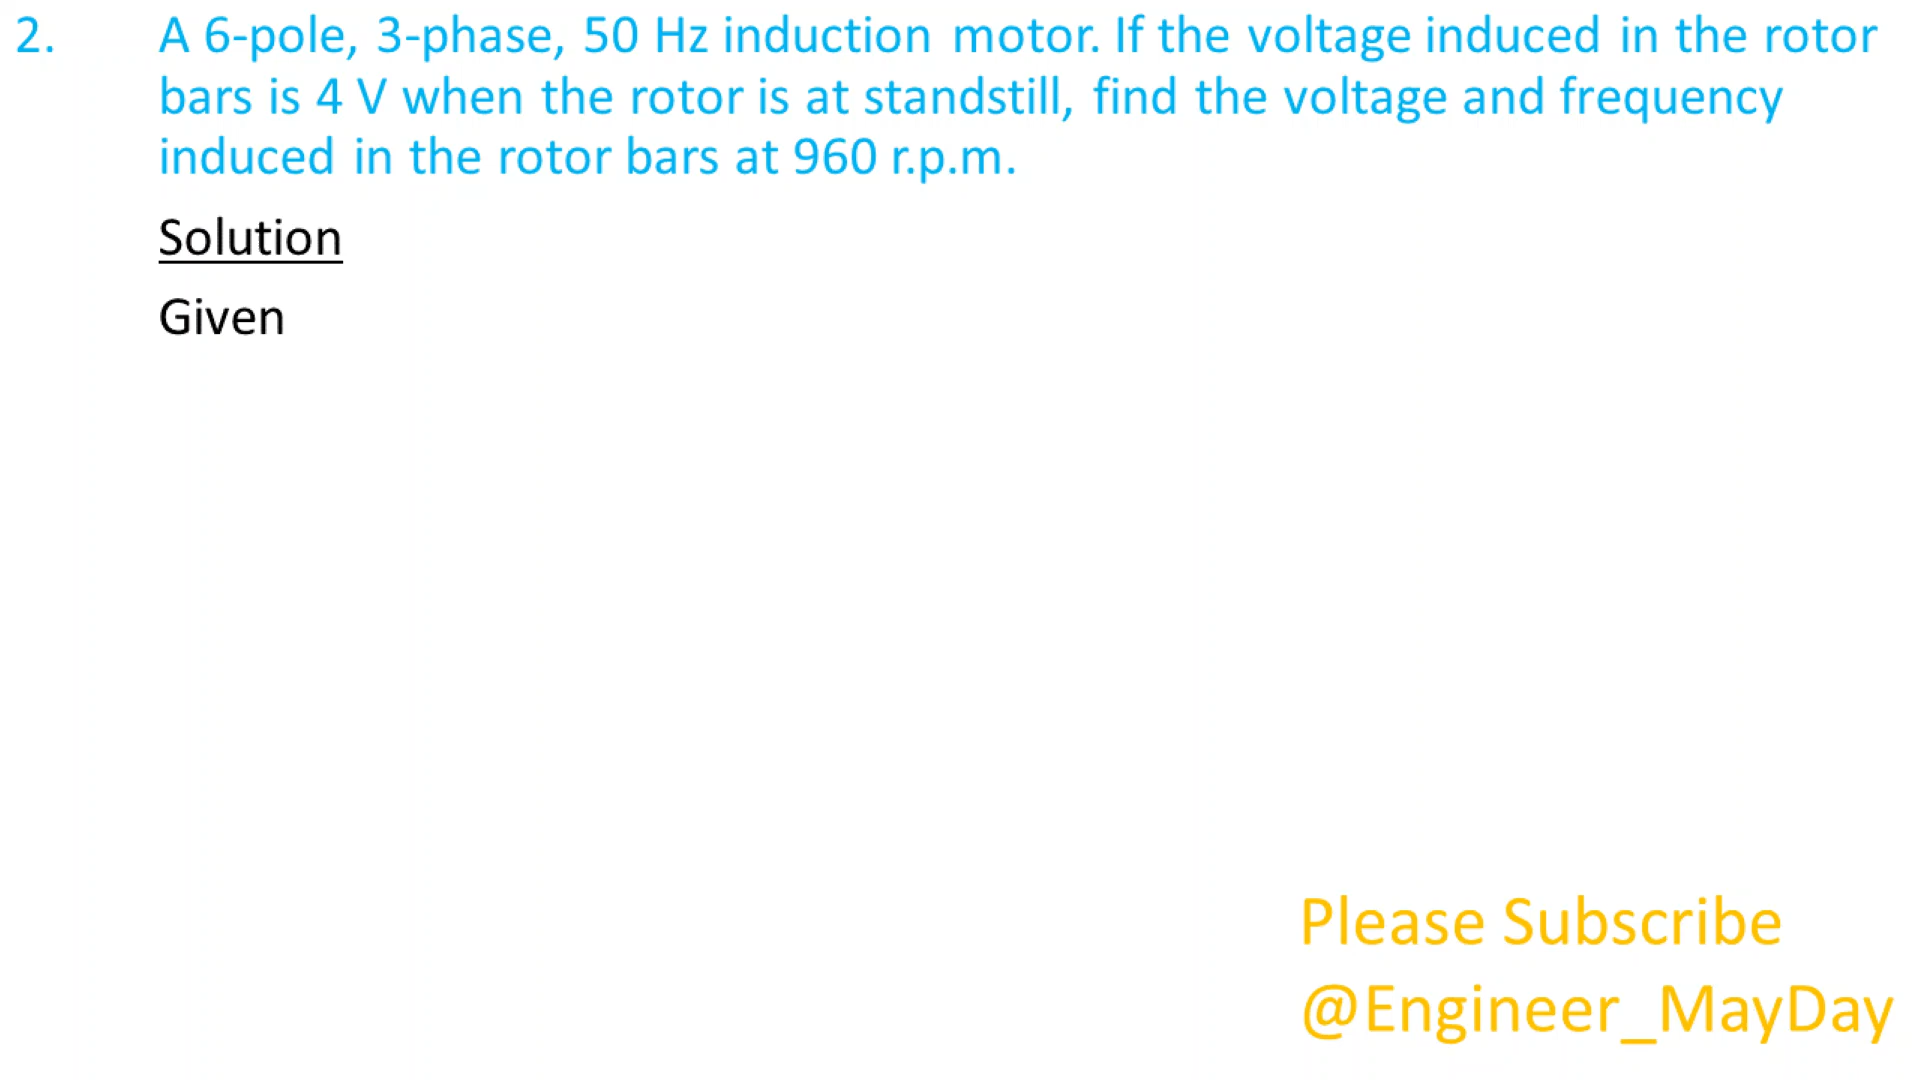 2. A 6-pole, 3-phase, 50 Hz induction motor. If the voltage induced in the rotor
bars is 4 V when the rotor is at standstill, find the voltage and frequency
induced in the rotor bars at 960 r.p.m.
Solution
Given
Please Subscribe
@Engineer_MayDay